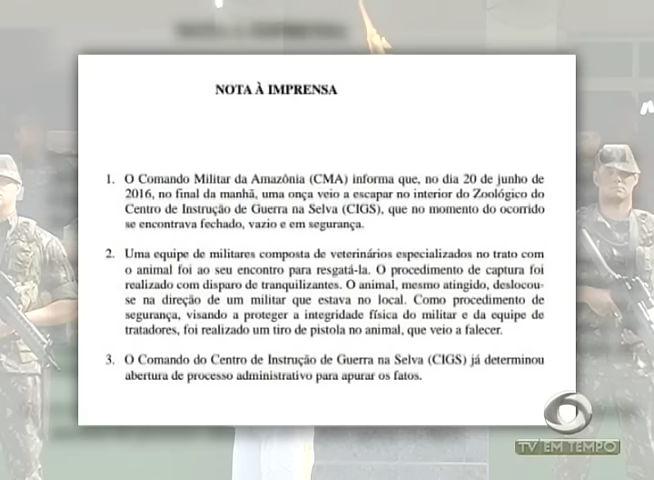 NOTA À IMPRENSA
1. O Comando Militar da Amazônia (CMA) informa que, no dia 20 de junho de
2016, no final da manhã, uma onça veio a escapar no interior do Zoológico do
Centro de Instrução de Guerra na Selva (CIGS), que no momento do ocorrido
se encontrava fechado, vazio e em segurança.
2. Uma equipe de militares composta de veterinários especializados no trato com
o animal foi ao seu encontro para resgatá-la. O procedimento de captura foi
realizado com disparo de tranquilizantes. O animal, mesmo atingido, deslocou-
se na direção de um militar que estava no local. Como procedimento de
segurança, visando a proteger a integridade física do militar e da equipe de
tratadores, foi realizado um tiro de pistola no animal, que veio a falecer.
3. O Comando do Centro de Instrução de Guerra na Selva (CIGS) já determinou
abertura de processo administrativo para apurar os fatos.
TV EM TEMPO